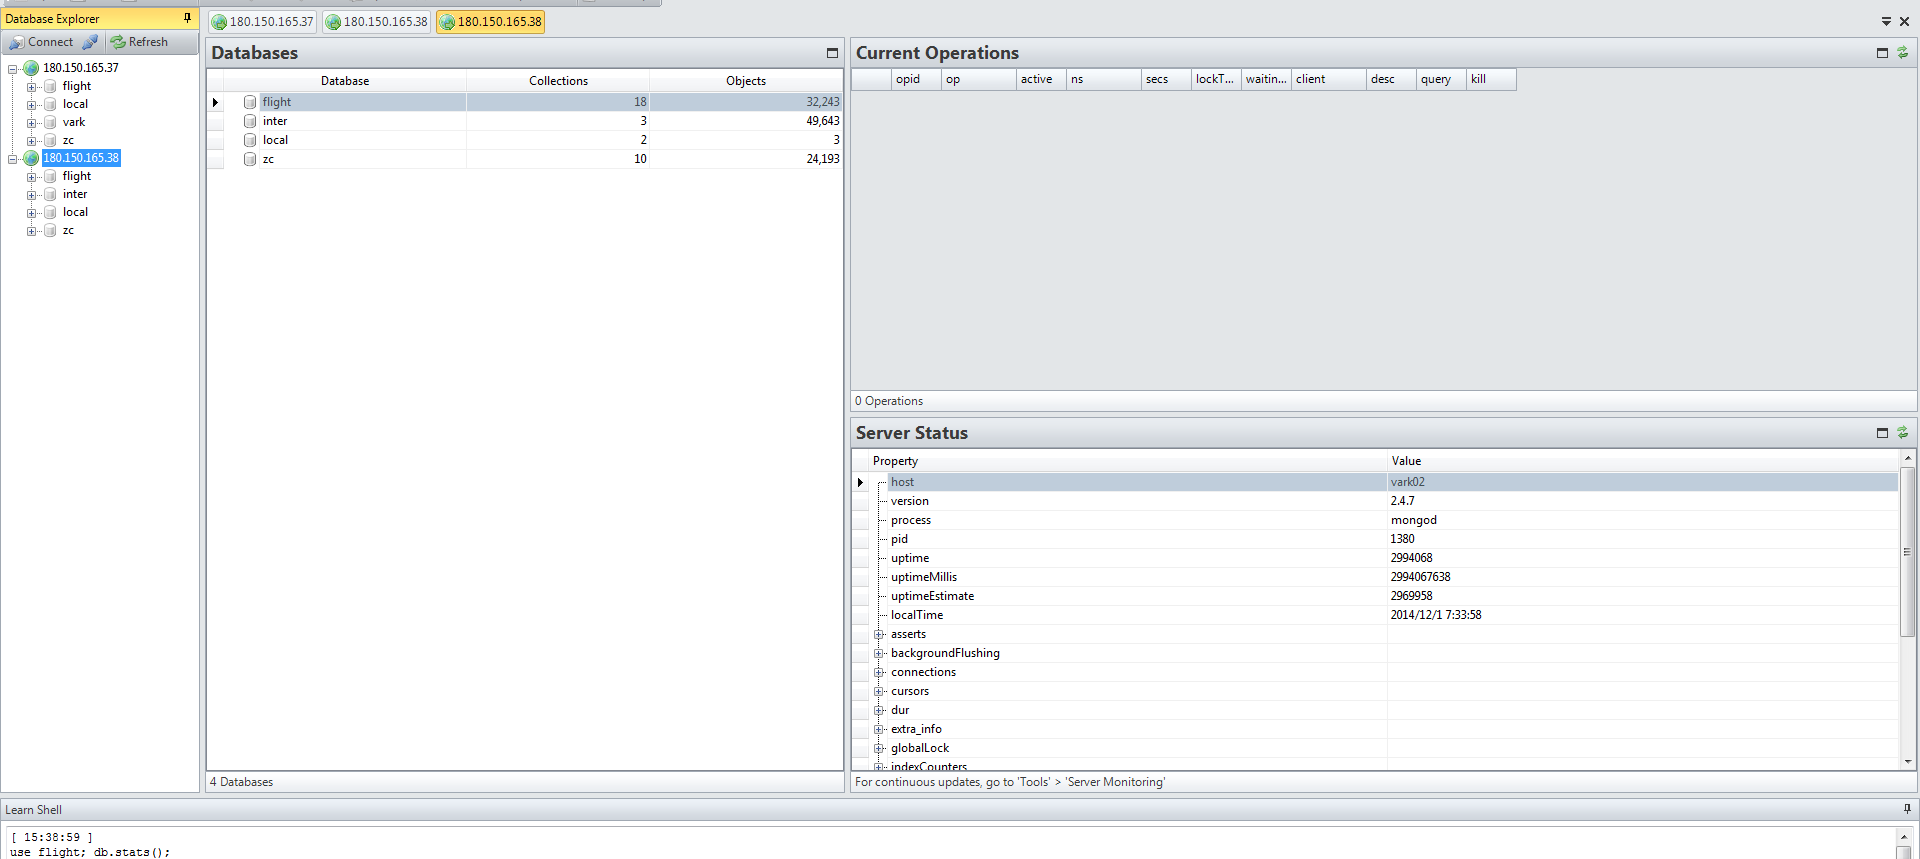 Database Explorer
Connect Refresh
180.150.165.37
flight
local
vark
zc
180.150.165.38
flight
inter
local
zc
180.150.165.37 180.150.165.38 180.150.165.38
Databases
Database Collections Objects
flight 18 32,243
inter 3 49,643
local 2 3
zc 10 24,193
4 Databases
Current Operations
opid op active ns secs lockT... waitin... client desc query kill
0 Operations
Server Status
Property Value
host vark02
version 2.4.7
process mongod
pid 1380
uptime 2994068
uptimeMillis 2994067638
uptimeEstimate 2969958
localTime 2014/12/1 7:33:58
asserts
backgroundFlushing
connections
cursors
dur
extra_info
globalLock
indexCounters
For continuous updates, go to 'Tools' > 'Server Monitoring'
Learn Shell
[ 15:38:59 ]
use flight; db.stats();